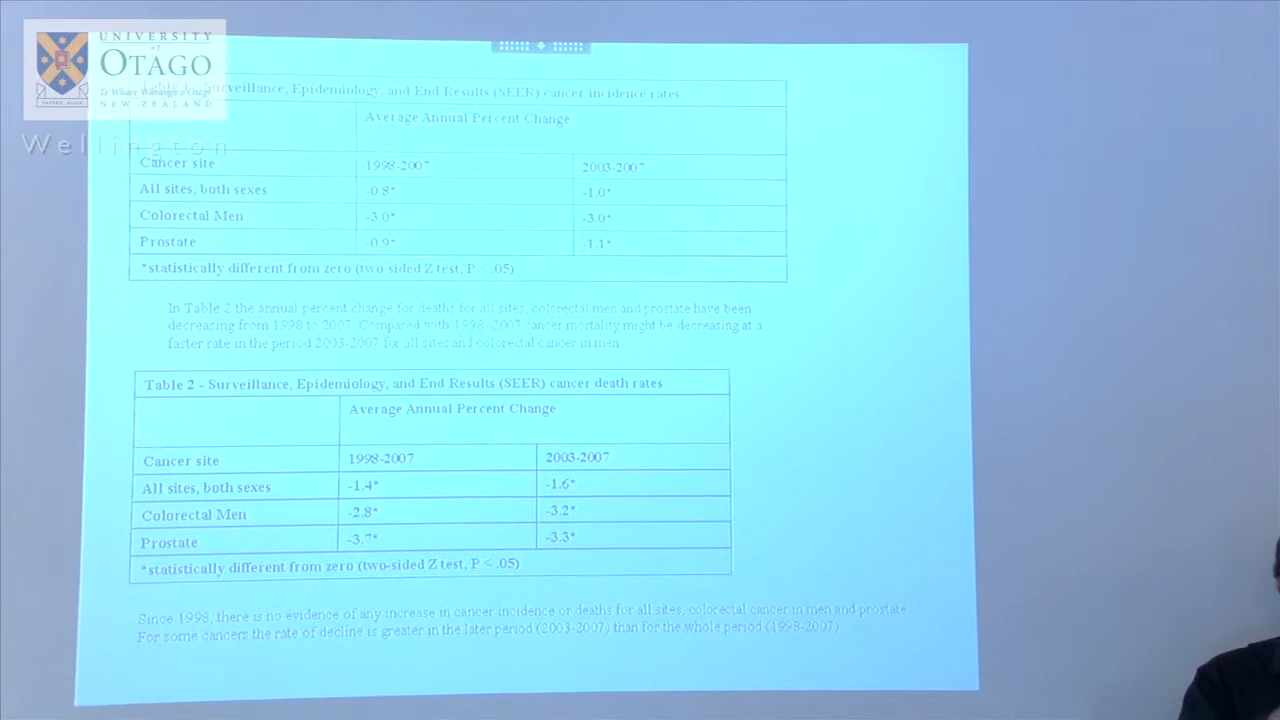 UNIVERSITY
of
OTAGO
Te Whare Wānanga o Otāgo
NEW ZEALAND
Wellington
Surveillance, Epidemiology, and End Results (SEER) cancer incidence rates
Average Annual Percent Change
Cancer site 1998-2007 2003-2007
All sites, both sexes -0.8* -1.0*
Colorectal Men -3.0* -3.0*
Prostate -0.9* -1.1*
*statistically different from zero (two-sided Z test, P < .05)
In Table 2 the annual percent change for deaths for all sites, colorectal men and prostate have been
decreasing from 1998 to 2007. Compared with 1998 -2007 cancer mortality might be decreasing at a
faster rate in the period 2003-2007 for all sites and colorectal cancer in men
Table 2 - Surveillance, Epidemiology, and End Results (SEER) cancer death rates
Average Annual Percent Change
Cancer site 1998-2007 2003-2007
All sites, both sexes -1.4* -1.6*
Colorectal Men -2.8* -3.2*
Prostate -3.7* -3.3*
*statistically different from zero (two-sided Z test, P < .05)
Since 1998, there is no evidence of any increase in cancer incidence or deaths for all sites, colorectal cancer in men and prostate.
For some cancers the rate of decline is greater in the later period (2003-2007) than for the whole period (1998-2007).